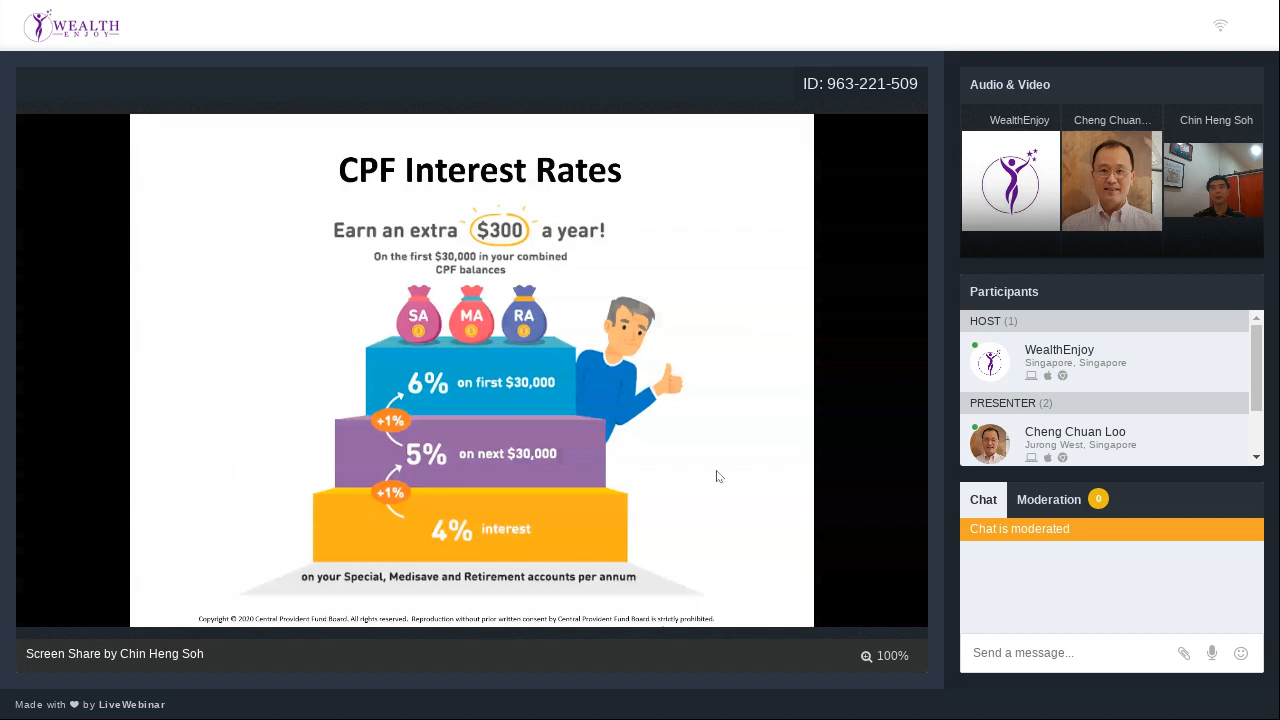 WEALTH
ENJOY
ID: 963-221-509
CPF Interest Rates
Earn an extra $300 a year!
On the first $30,000 in your combined
CPF balances
SA MA RA
6% on first $30,000
+1%
5% on next $30,000
+1%
4% interest
on your Special, Medisave and Retirement accounts per annum
Copyright © 2020 Central Provident Fund Board. All rights reserved. Reproduction without prior written consent by Central Provident Fund Board is strictly prohibited.
Screen Share by Chin Heng Soh
100%
Made with ❤ by LiveWebinar
Audio & Video
WealthEnjoy Cheng Chuan... Chin Heng Soh
Participants
HOST (1)
WealthEnjoy
Singapore, Singapore
PRESENTER (2)
Cheng Chuan Loo
Jurong West, Singapore
Chat Moderation 0
Chat is moderated
Send a message...